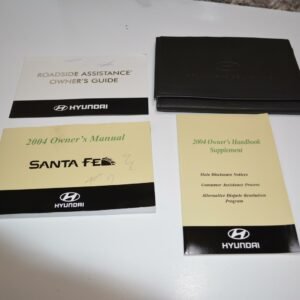 ROADSIDE ASSISTANCE
OWNER'S GUIDE
HYUNDAI
2004 Owner's Manual
SANTA FE
HYUNDAI
2004 Owner's Handbook
Supplement
State Disclosure Notices
Consumer Assistance Process
Alternative Dispute Resolution
Program
HYUNDAI